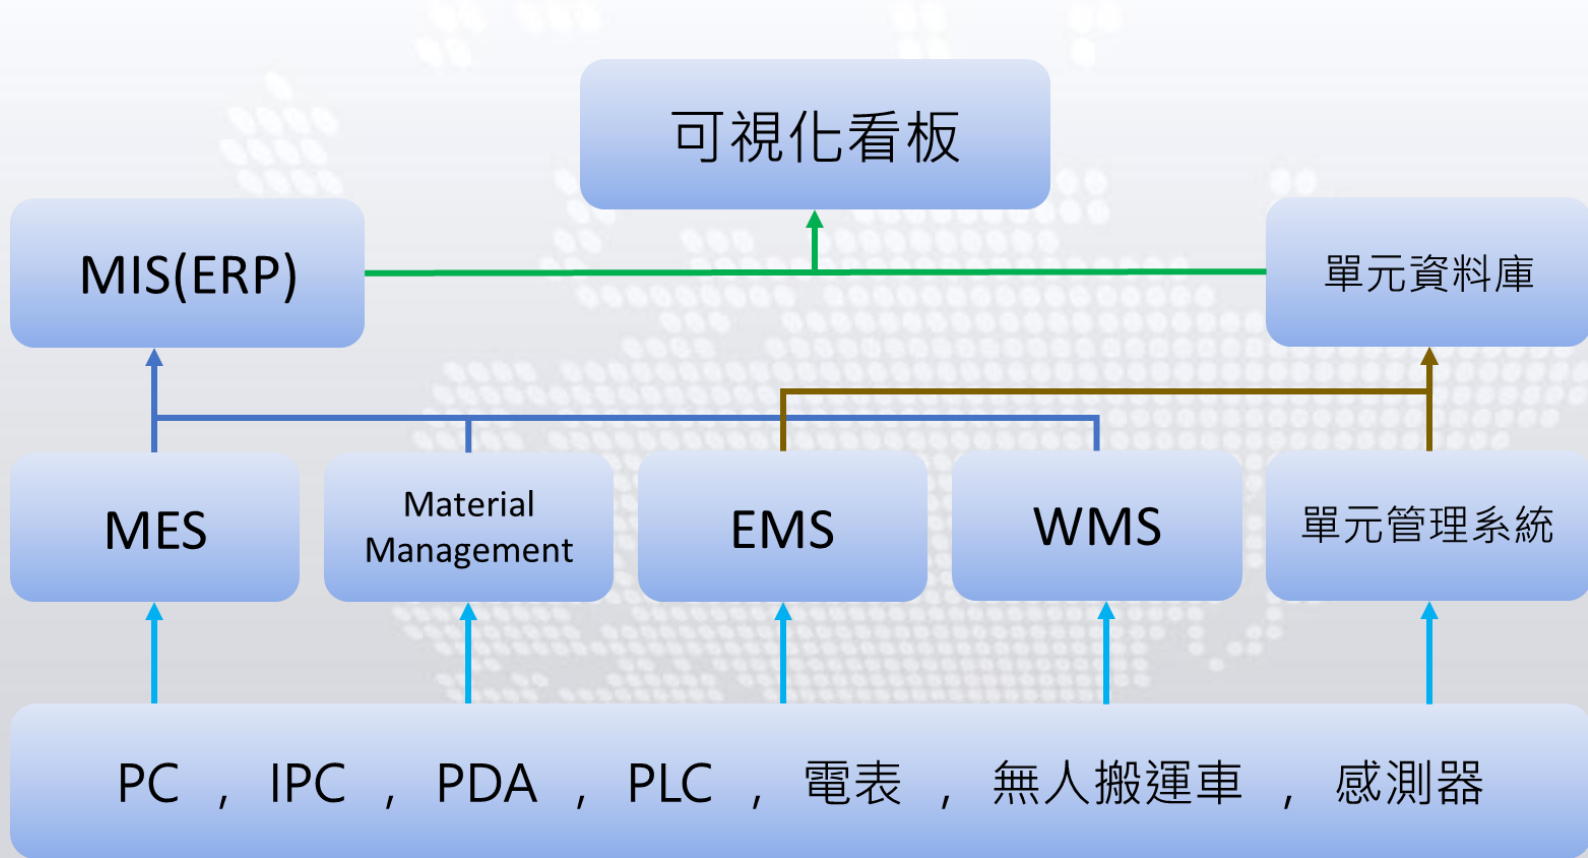 可視化看板
MIS(ERP)
單元資料庫
MES
Material
Management
EMS
WMS
單元管理系統
PC , IPC , PDA , PLC , 電表 , 無人搬運車 , 感測器